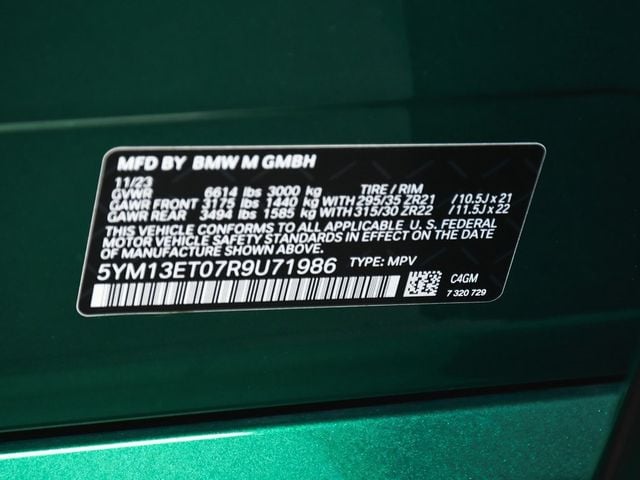 MFD BY BMW M GMBH
11/23
GVWR 6614 lbs 3000 kg TIRE / RIM
GAWR FRONT 3175 lbs 1440 kg WITH 295/35 ZR21 /10.5J x 21
GAWR REAR 3494 lbs 1585 kg WITH 315/30 ZR22 /11.5J x 22
THIS VEHICLE CONFORMS TO ALL APPLICABLE U.S. FEDERAL
MOTOR VEHICLE SAFETY STANDARDS IN EFFECT ON THE DATE
OF MANUFACTURE SHOWN ABOVE.
5YM13ET07R9U71986 TYPE: MPV
C4GM
7 320 729